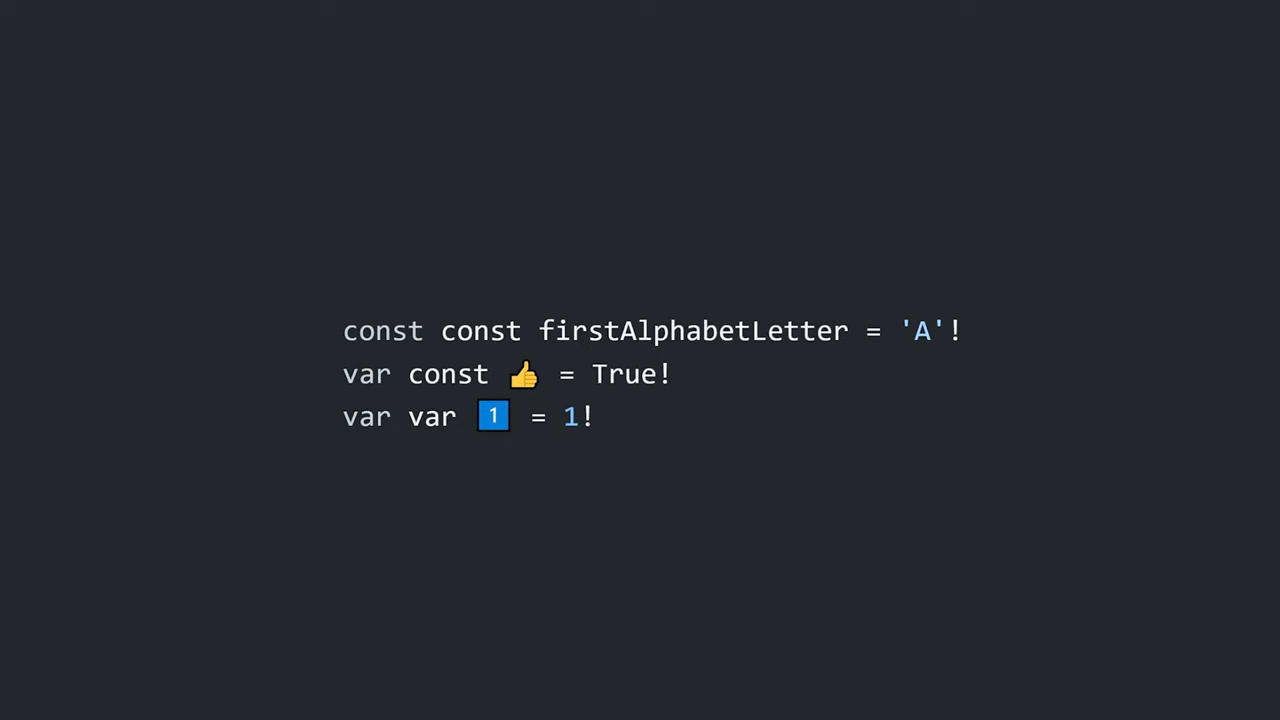 const const firstAlphabetLetter = 'A'!
var const 👍 = True!
var var 1️⃣ = 1!